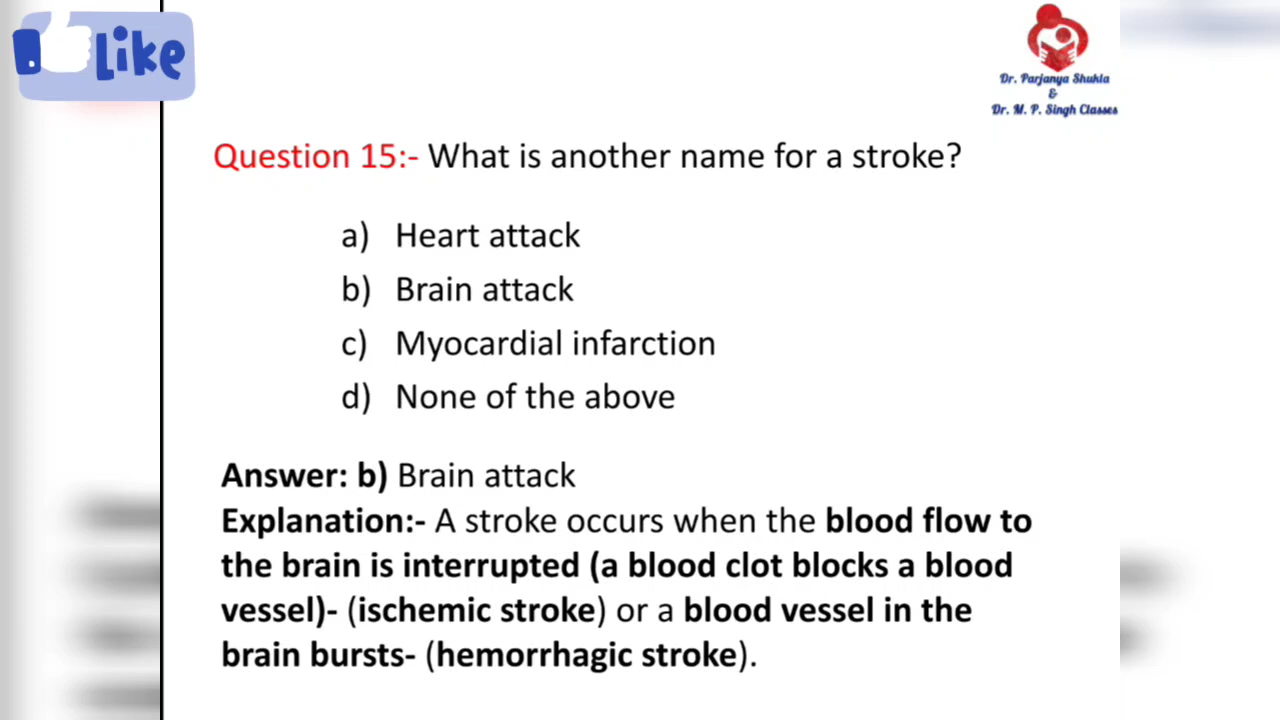 Like
Dr. Parjanya Shukla
&
Dr. M. P. Singh Classes
Question 15:- What is another name for a stroke?
a) Heart attack
b) Brain attack
c) Myocardial infarction
d) None of the above
Answer: b) Brain attack
Explanation:- A stroke occurs when the blood flow to
the brain is interrupted (a blood clot blocks a blood
vessel)- (ischemic stroke) or a blood vessel in the
brain bursts- (hemorrhagic stroke).